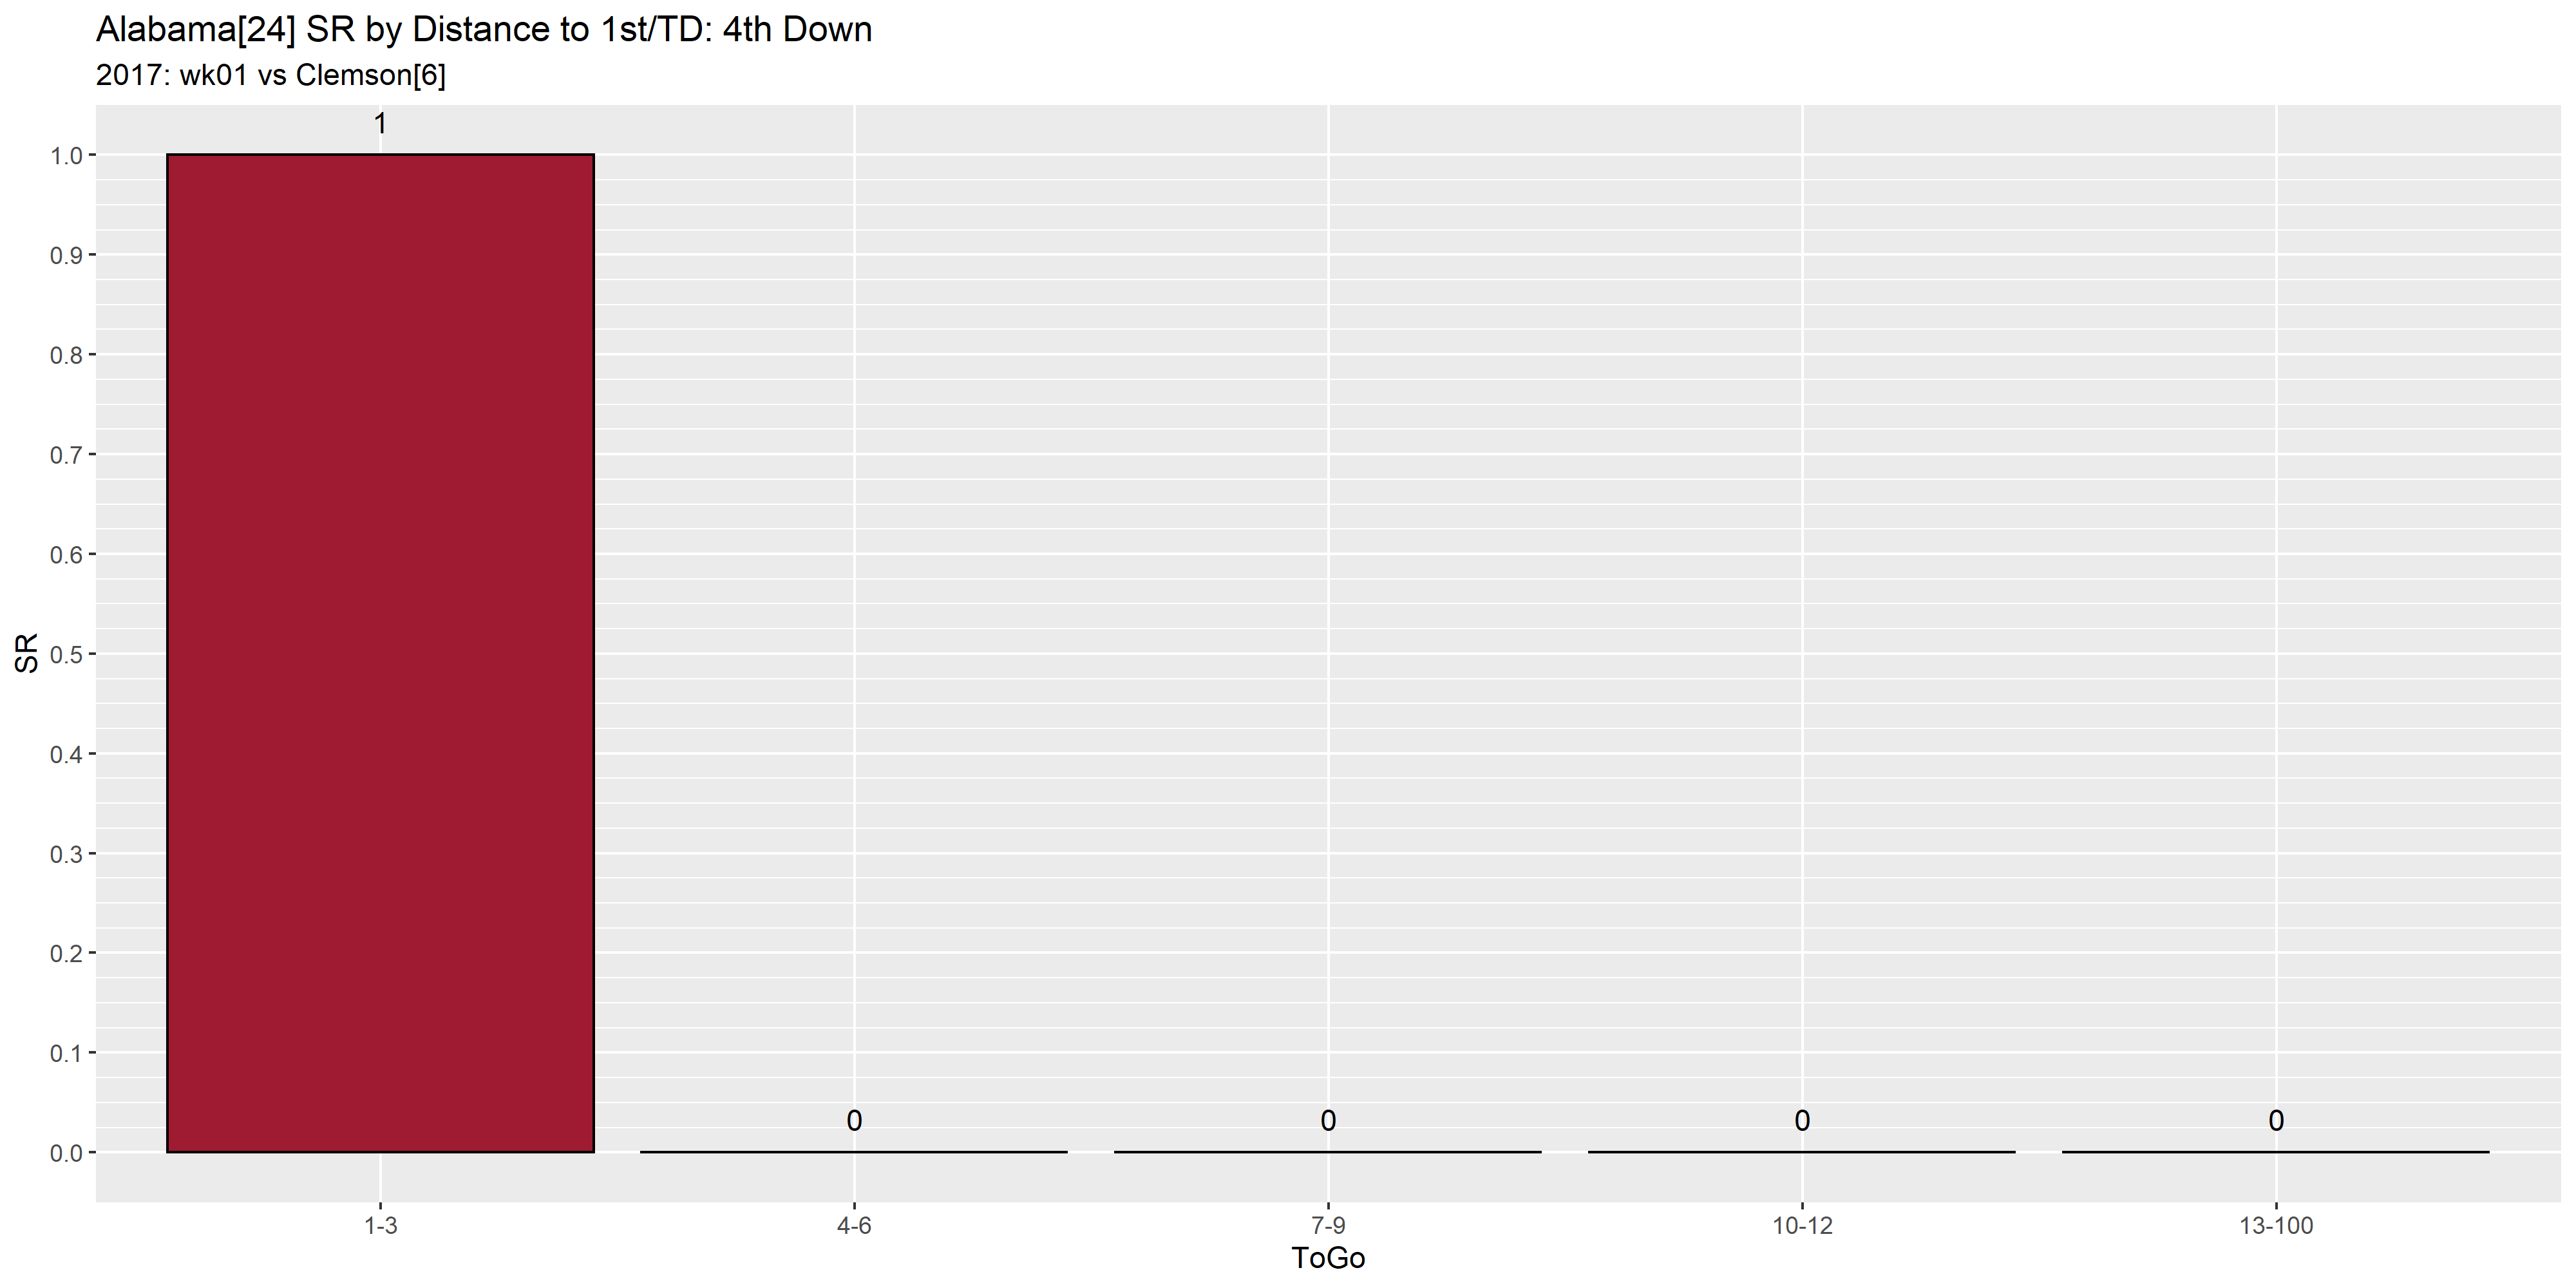 Alabama[24] SR by Distance to 1st/TD: 4th Down
2017: wk01 vs Clemson[6]
1
1.0
0.9
0.8
0.7
0.6
0.5
0.4
0.3
0.2
0.1
0.0
SR
0 0 0 0
1-3 4-6 7-9 10-12 13-100
ToGo